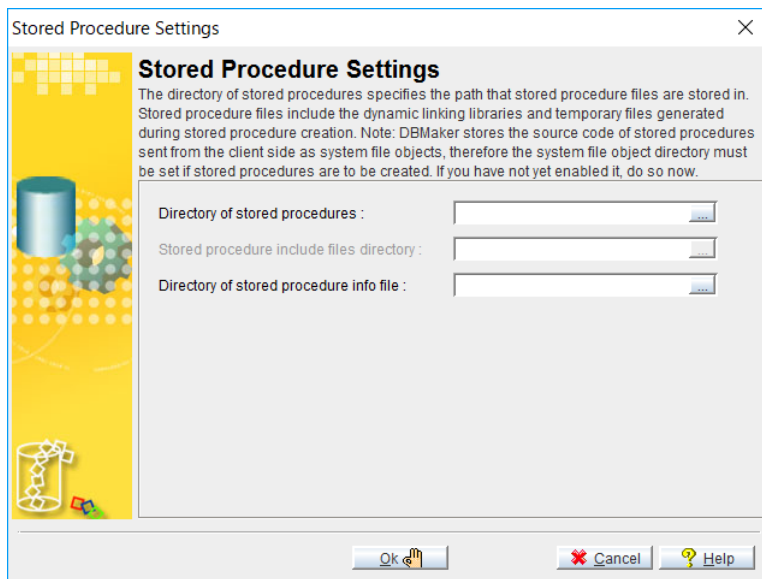 Stored Procedure Settings
Stored Procedure Settings
The directory of stored procedures specifies the path that stored procedure files are stored in.
Stored procedure files include the dynamic linking libraries and temporary files generated
during stored procedure creation. Note: DBMaker stores the source code of stored procedures
sent from the client side as system file objects, therefore the system file object directory must
be set if stored procedures are to be created. If you have not yet enabled it, do so now.
Directory of stored procedures :
...
Stored procedure include files directory :
...
Directory of stored procedure info file :
...
Ok
Cancel
Help